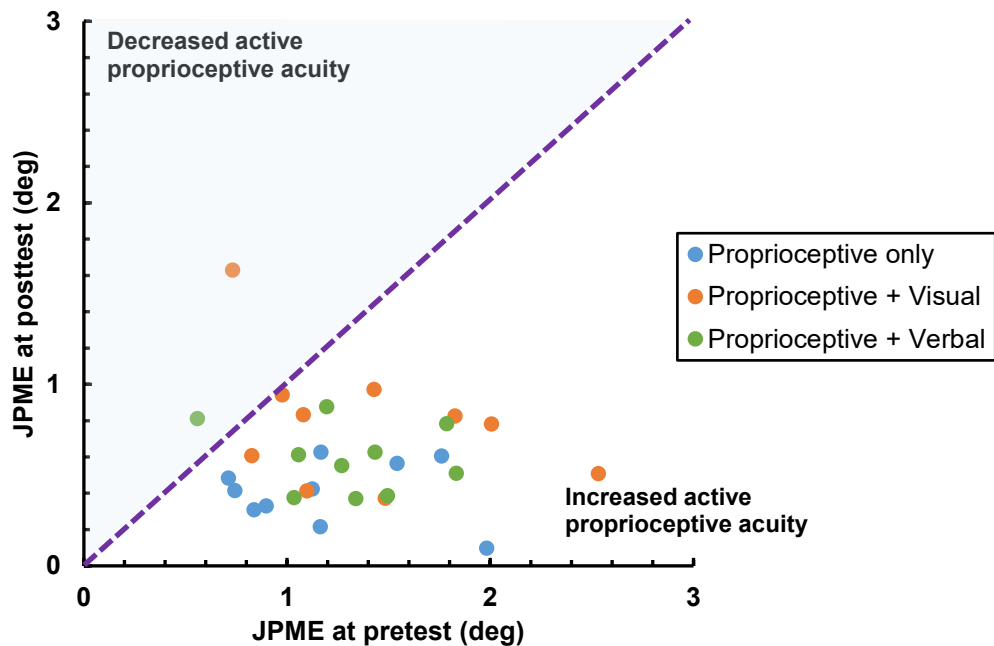 3
Decreased active
proprioceptive acuity
2
JPME at posttest (deg)
Proprioceptive only
Proprioceptive + Visual
Proprioceptive + Verbal
1
Increased active
proprioceptive acuity
0
0 1 2 3
JPME at pretest (deg)